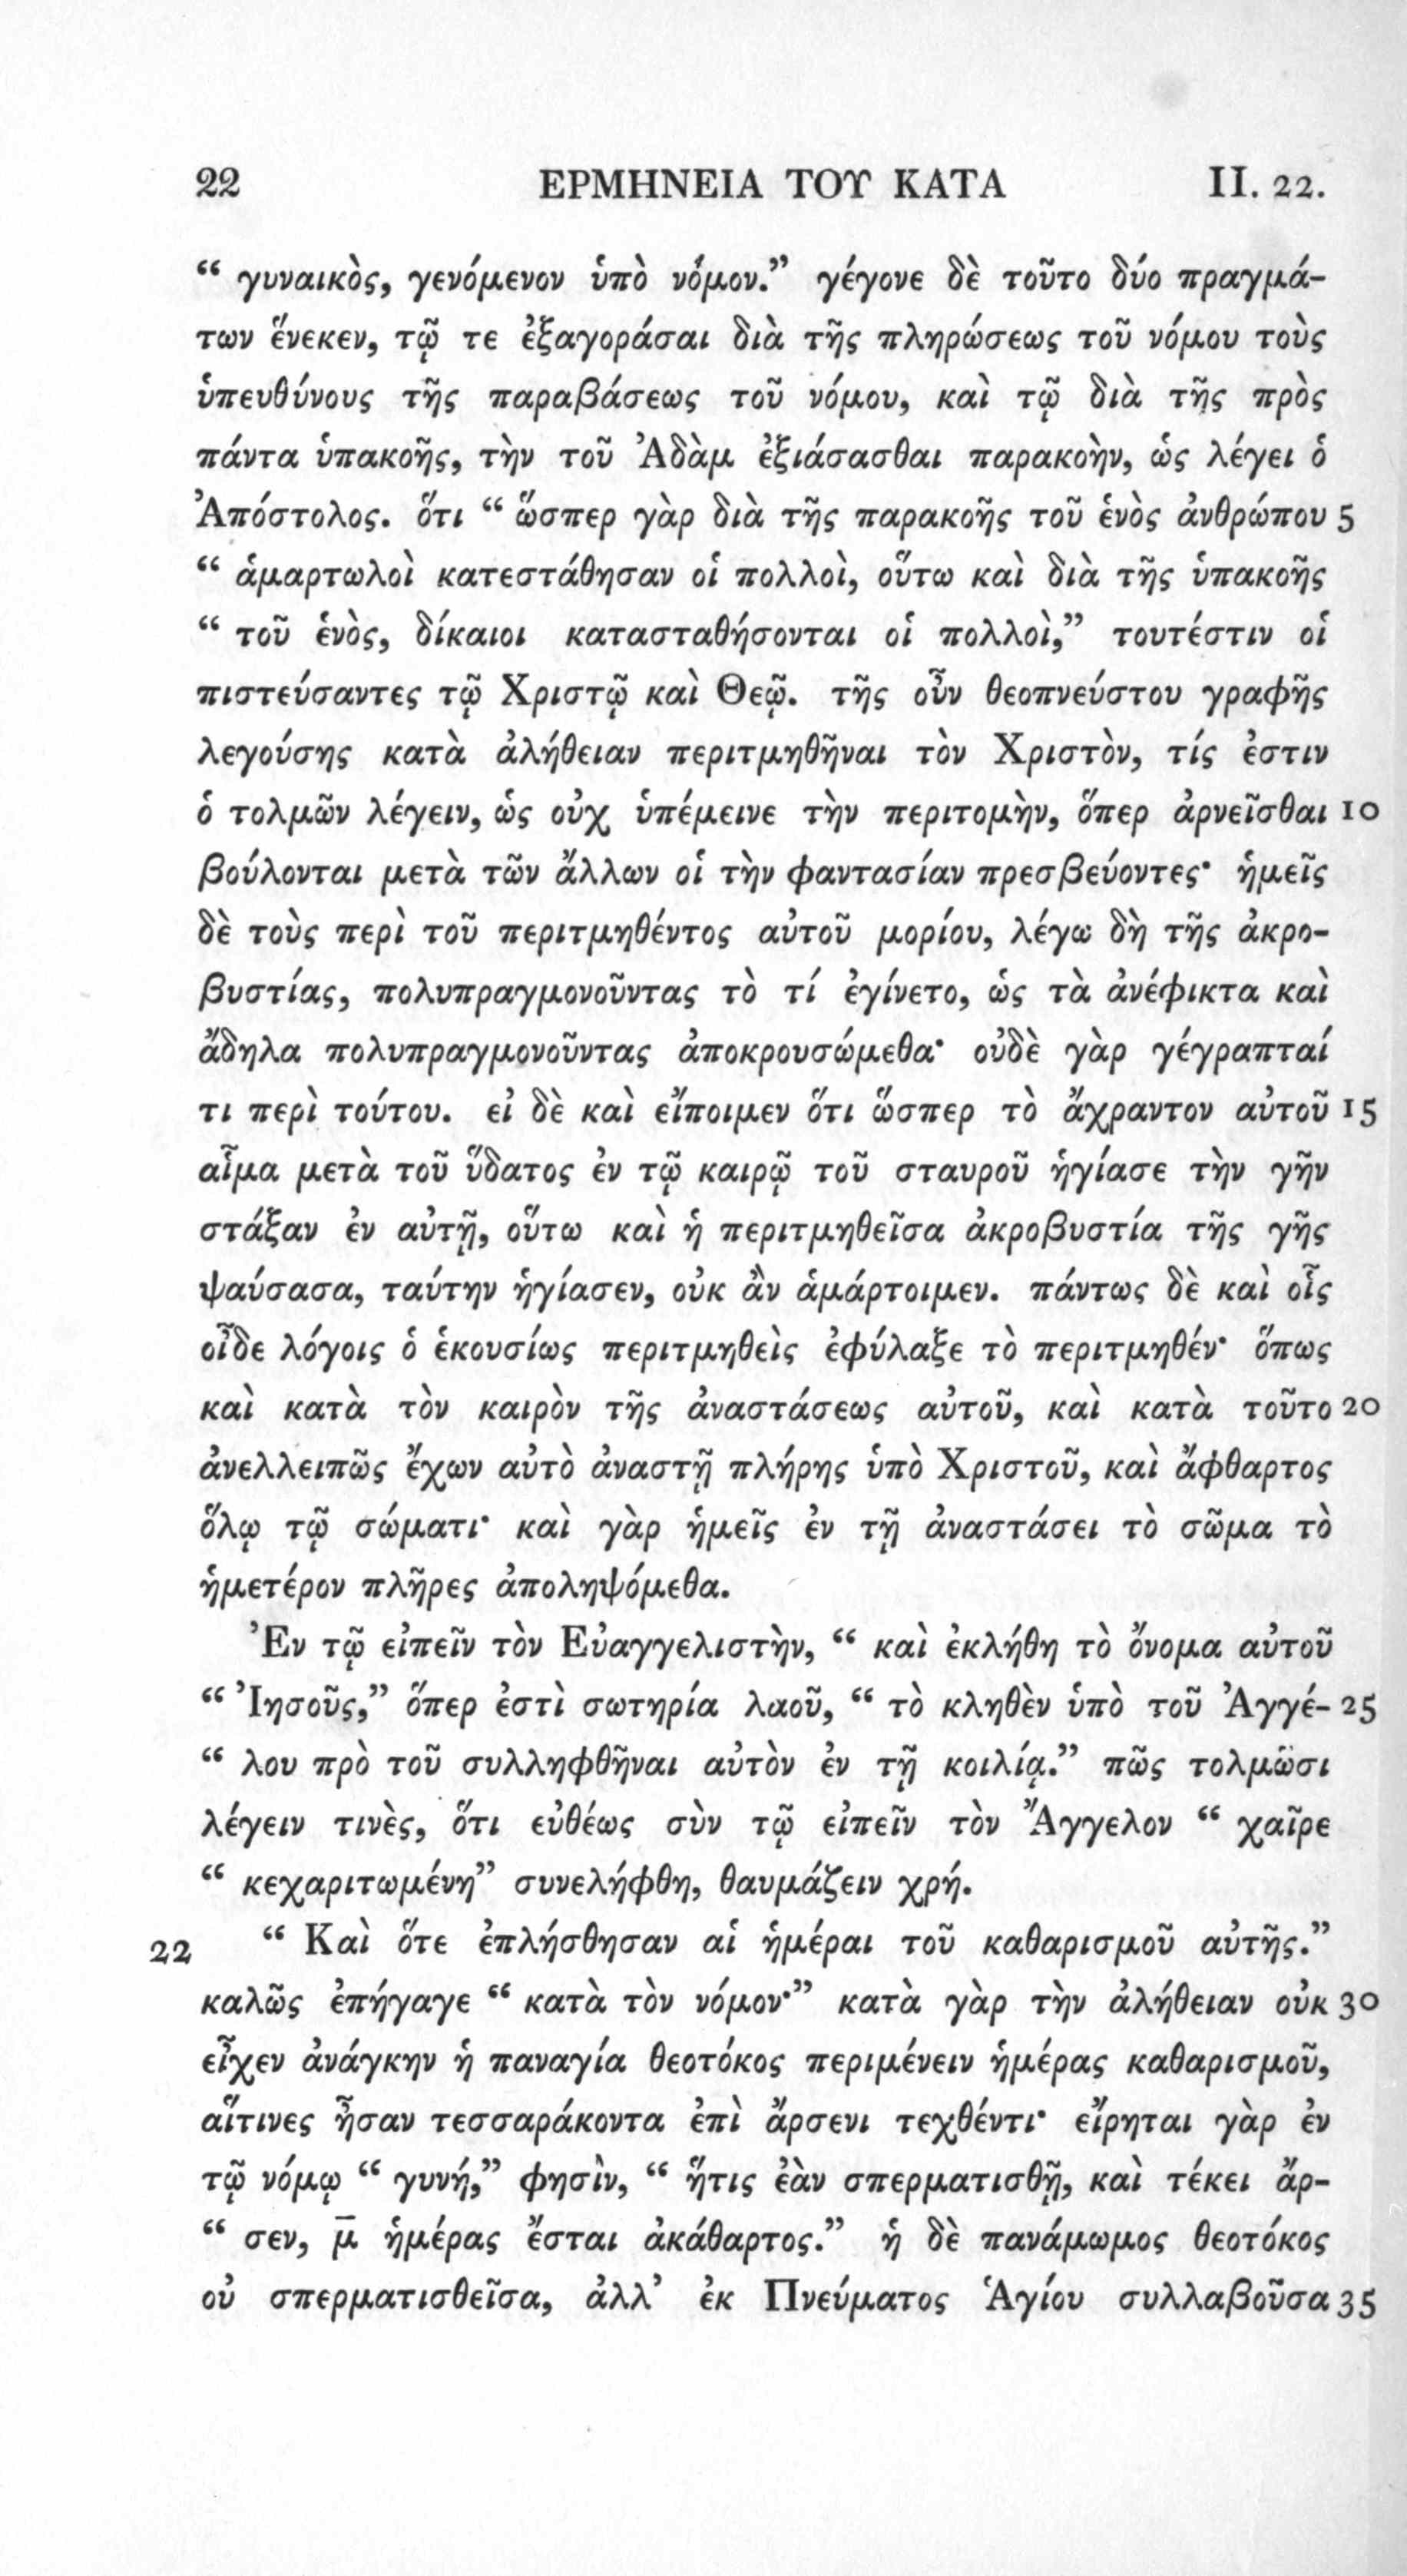 22 ΕΡΜΗΝΕΙΑ ΤΟΥ ΚΑΤΑ II. 22.
“ γυναικὸς, γενόμενον ὑπὸ νόμον.” γέγονε δὲ τοῦτο δύο πραγμά-
των ἕνεκεν, τῷ τε ἐξαγοράσαι διὰ τῆς πληρώσεως τοῦ νόμου τοὺς
ὑπευθύνους τῆς παραβάσεως τοῦ νόμου, καὶ τῷ διὰ τῆς πρὸς
πάντα ὑπακοῆς, τὴν τοῦ Ἀδὰμ ἐξιάσασθαι παρακοὴν, ὡς λέγει ὁ
Ἀπόστολος. ὅτι “ ὥσπερ γὰρ διὰ τῆς παρακοῆς τοῦ ἑνὸς ἀνθρώπου 5
“ ἁμαρτωλοὶ κατεστάθησαν οἱ πολλοὶ, οὕτω καὶ διὰ τῆς ὑπακοῆς
“ τοῦ ἑνὸς, δίκαιοι κατασταθήσονται οἱ πολλοὶ,” τουτέστιν οἱ
πιστεύσαντες τῷ Χριστῷ καὶ Θεῷ. τῆς οὖν θεοπνεύστου γραφῆς
λεγούσης κατὰ ἀλήθειαν περιτμηθῆναι τὸν Χριστὸν, τίς ἐστιν
ὁ τολμῶν λέγειν, ὡς οὐχ ὑπέμεινε τὴν περιτομὴν, ὅπερ ἀρνεῖσθαι 10
βούλονται μετὰ τῶν ἄλλων οἱ τὴν φαντασίαν πρεσβεύοντες· ἡμεῖς
δὲ τοὺς περὶ τοῦ περιτμηθέντος αὐτοῦ μορίου, λέγω δὴ τῆς ἀκρο-
βυστίας, πολυπραγμονοῦντας τὸ τί ἐγίνετο, ὡς τὰ ἀνέφικτα καὶ
ἄδηλα πολυπραγμονοῦντας ἀποκρουσώμεθα· οὐδὲ γὰρ γέγραπταί
τι περὶ τούτου. εἰ δὲ καὶ εἴποιμεν ὅτι ὥσπερ τὸ ἄχραντον αὐτοῦ 15
αἷμα μετὰ τοῦ ὕδατος ἐν τῷ καιρῷ τοῦ σταυροῦ ἡγίασε τὴν γῆν
στάξαν ἐν αὐτῇ, οὕτω καὶ ἡ περιτμηθεῖσα ἀκροβυστία τῆς γῆς
ψαύσασα, ταύτην ἡγίασεν, οὐκ ἂν ἁμάρτοιμεν. πάντως δὲ καὶ οἷς
οἶδε λόγοις ὁ ἑκουσίως περιτμηθεὶς ἐφύλαξε τὸ περιτμηθέν· ὅπως
καὶ κατὰ τὸν καιρὸν τῆς ἀναστάσεως αὐτοῦ, καὶ κατὰ τοῦτο 20
ἀνελλειπῶς ἔχων αὐτὸ ἀναστῇ πλήρης ὑπὸ Χριστοῦ, καὶ ἄφθαρτος
ὅλῳ τῷ σώματι· καὶ γὰρ ἡμεῖς ἐν τῇ ἀναστάσει τὸ σῶμα τὸ
ἡμετέρον πλῆρες ἀποληψόμεθα.
Ἐν τῷ εἰπεῖν τὸν Εὐαγγελιστὴν, “ καὶ ἐκλήθη τὸ ὄνομα αὐτοῦ
“ Ἰησοῦς,” ὅπερ ἐστὶ σωτηρία λαοῦ, “ τὸ κληθὲν ὑπὸ τοῦ Ἀγγέ- 25
“ λου πρὸ τοῦ συλληφθῆναι αὐτὸν ἐν τῇ κοιλίᾳ.” πῶς τολμῶσι
λέγειν τινὲς, ὅτι εὐθέως σὺν τῷ εἰπεῖν τὸν Ἄγγελον “ χαῖρε
“ κεχαριτωμένη” συνελήφθη, θαυμάζειν χρή.
22 “ Καὶ ὅτε ἐπλήσθησαν αἱ ἡμέραι τοῦ καθαρισμοῦ αὐτῆς.”
καλῶς ἐπήγαγε “ κατὰ τὸν νόμον·” κατὰ γὰρ τὴν ἀλήθειαν οὐκ 30
εἶχεν ἀνάγκην ἡ παναγία θεοτόκος περιμένειν ἡμέρας καθαρισμοῦ,
αἵτινες ἦσαν τεσσαράκοντα ἐπὶ ἄρσενι τεχθέντι· εἴρηται γὰρ ἐν
τῷ νόμῳ “ γυνή,” φησὶν, “ ἥτις ἐὰν σπερματισθῇ, καὶ τέκει ἄρ-
“ σεν, μ̅ ἡμέρας ἔσται ἀκάθαρτος.” ἡ δὲ πανάμωμος θεοτόκος
οὐ σπερματισθεῖσα, ἀλλ’ ἐκ Πνεύματος Ἁγίου συλλαβοῦσα 35